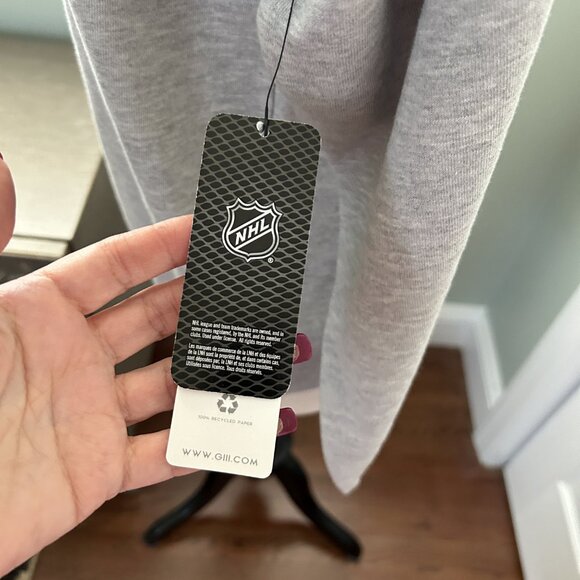 NHL
®
NHL league and team trademarks are owned, and in
some cases registered, by the NHL and its member
clubs. Used under license. All rights reserved.
Les marques de commerce de la LNH et des équipes
de la LNH sont la propriété de, et dans certains cas,
sont déposées par, la LNH et ses clubs membres.
Utilisées sous licence. Tous droits réservés.
100% RECYCLED PAPER
WWW.GIII.COM